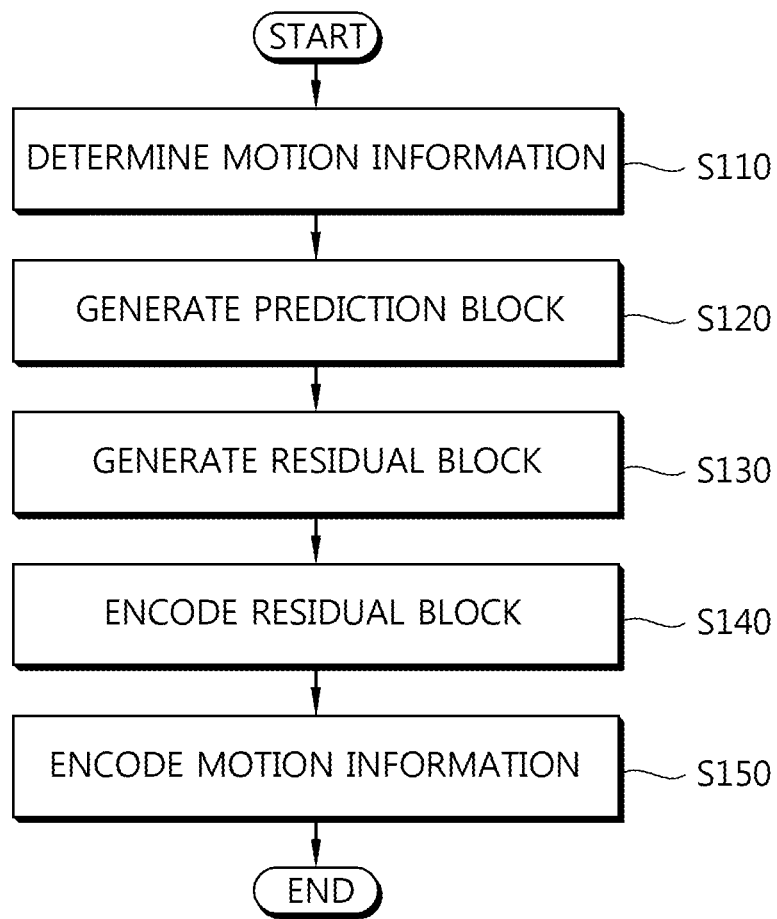 START
DETERMINE MOTION INFORMATION
S110
GENERATE PREDICTION BLOCK
S120
GENERATE RESIDUAL BLOCK
S130
ENCODE RESIDUAL BLOCK
S140
ENCODE MOTION INFORMATION
S150
END